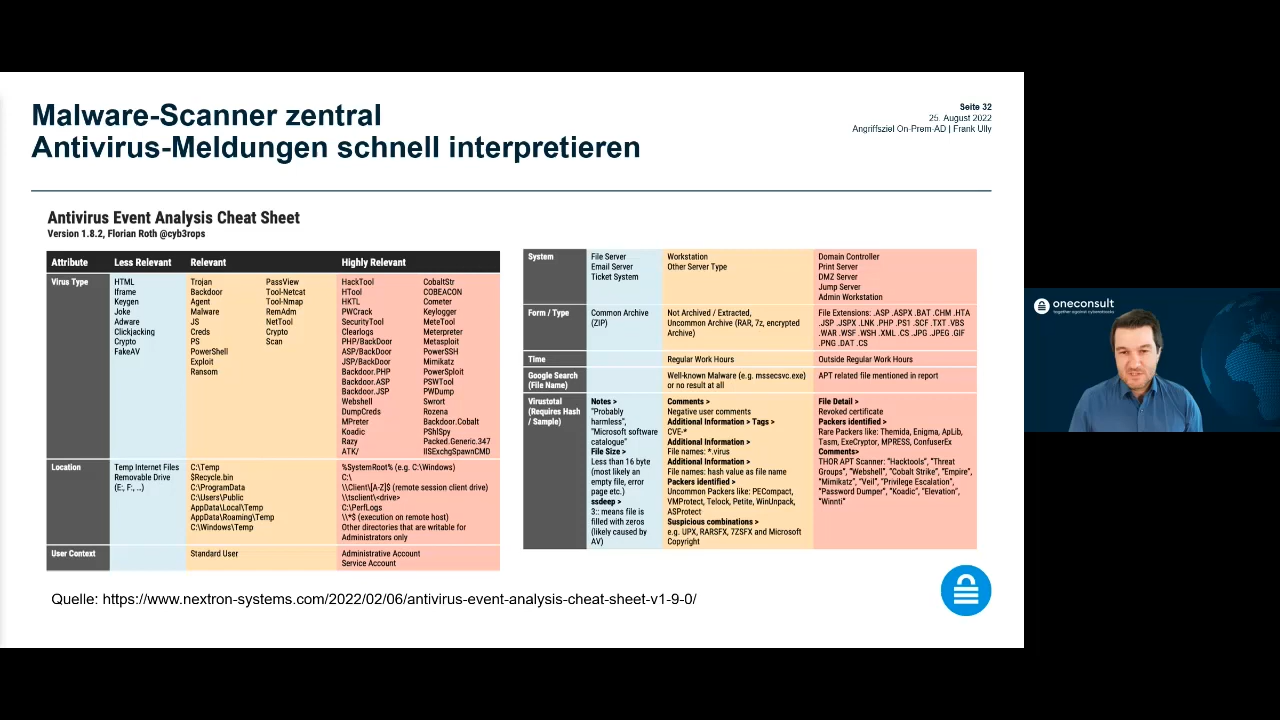 Malware-Scanner zentral
Antivirus-Meldungen schnell interpretieren
Seite 32
25. August 2022
Angriffsziel On-Prem-AD | Frank Ully
Antivirus Event Analysis Cheat Sheet
Version 1.8.2, Florian Roth @cyb3rops
Attribute Less Relevant Relevant Highly Relevant
Virus Type
HTML
Iframe
Keygen
Joke
Adware
Clickjacking
Crypto
FakeAV
Trojan
Backdoor
Agent
Malware
JS
Creds
PS
PowerShell
Exploit
Ransom
PassView
Tool-Netcat
Tool-Nmap
RemAdm
NetTool
Crypto
Scan
HackTool
HTool
HKTL
PWCrack
SecurityTool
Clearlogs
PHP/BackDoor
ASP/BackDoor
JSP/BackDoor
Backdoor.PHP
Backdoor.ASP
Backdoor.JSP
Webshell
DumpCreds
MPreter
Koadic
Razy
ATK/
CobaltStr
COBEACON
Cometer
Keylogger
MeteTool
Meterpreter
Metasploit
PowerSSH
Mimikatz
PowerSploit
PSWTool
PWDump
Swrort
Rozena
Backdoor.Cobalt
PShlSpy
Packed.Generic.347
IISExchgSpawnCMD
Location
Temp Internet Files
Removable Drive
(E:, F:, ...)
C:\Temp
$Recycle.bin
C:\ProgramData
C:\Users\Public
AppData\Local\Temp
AppData\Roaming\Temp
C:\Windows\Temp
%SystemRoot% (e.g. C:\Windows)
C:\
\\Client\[A-Z]$ (remote session client drive)
\\tsclient\<drive>
C:\PerfLogs
\\*$ (execution on remote host)
Other directories that are writable for
Administrators only
User Context
Standard User
Administrative Account
Service Account
System
File Server
Email Server
Ticket System
Workstation
Other Server Type
Domain Controller
Print Server
DMZ Server
Jump Server
Admin Workstation
Form / Type
Common Archive
(ZIP)
Not Archived / Extracted,
Uncommon Archive (RAR, 7z, encrypted
Archive)
File Extensions: .ASP .ASPX .BAT .CHM .HTA
.JSP .JSPX .LNK .PHP .PS1 .SCF .TXT .VBS
.WAR .WSF .WSH .XML .CS .JPG .JPEG .GIF
.PNG .DAT .CS
Time
Regular Work Hours
Outside Regular Work Hours
Google Search
(File Name)
Well-known Malware (e.g. mssecsvc.exe)
or no result at all
APT related file mentioned in report
Virustotal
(Requires Hash
/ Sample)
Notes >
"Probably
harmless",
"Microsoft software
catalogue"
File Size >
Less than 16 byte
(most likely an
empty file, error
page etc.)
ssdeep >
3:: means file is
filled with zeros
(likely caused by
AV)
Comments >
Negative user comments
Additional Information > Tags >
CVE-*
Additional Information >
File names: *.virus
Additional Information >
File names: hash value as file name
Packers identified >
Uncommon Packers like: PECompact,
VMProtect, Telock, Petite, WinUnpack,
ASProtect
Suspicious combinations >
e.g. UPX, RARSFX, 7ZSFX and Microsoft
Copyright
File Detail >
Revoked certificate
Packers identified >
Rare Packers like: Themida, Enigma, ApLib,
Tasm, ExeCryptor, MPRESS, ConfuserEx
Comments>
THOR APT Scanner: "Hacktools", "Threat
Groups", "Webshell", "Cobalt Strike", "Empire",
"Mimikatz", "Veil", "Privilege Escalation",
"Password Dumper", "Koadic", "Elevation",
"Winnti"
Quelle: https://www.nextron-systems.com/2022/02/06/antivirus-event-analysis-cheat-sheet-v1-9-0/
oneconsult
together against cyberattacks